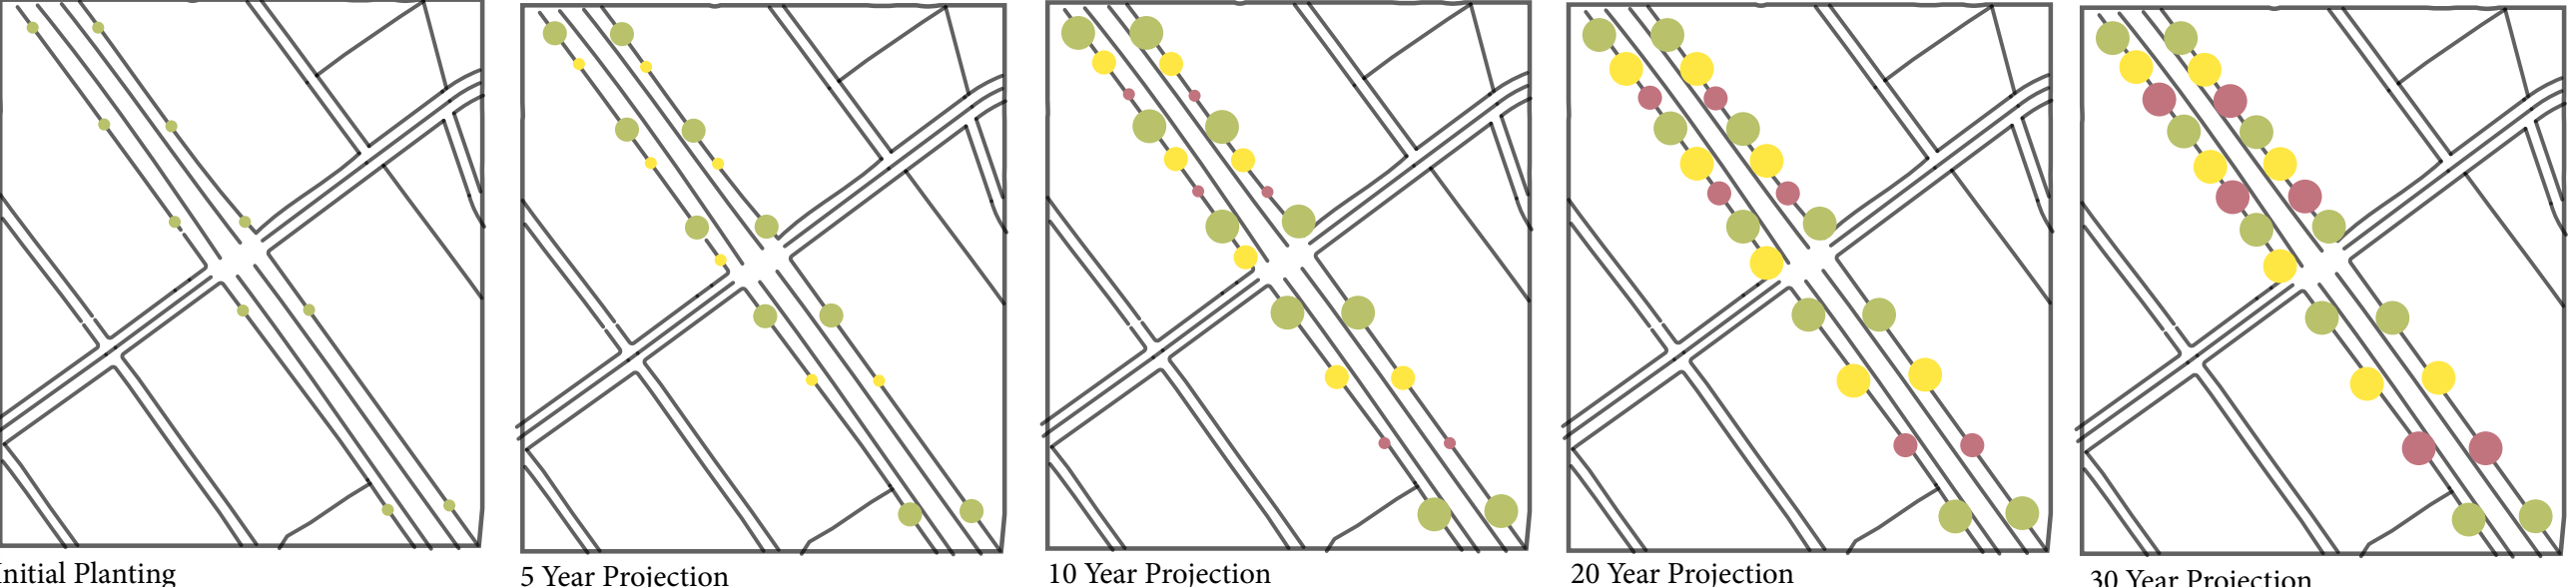 Initial Planting
5 Year Projection
10 Year Projection
20 Year Projection
30 Year Projection